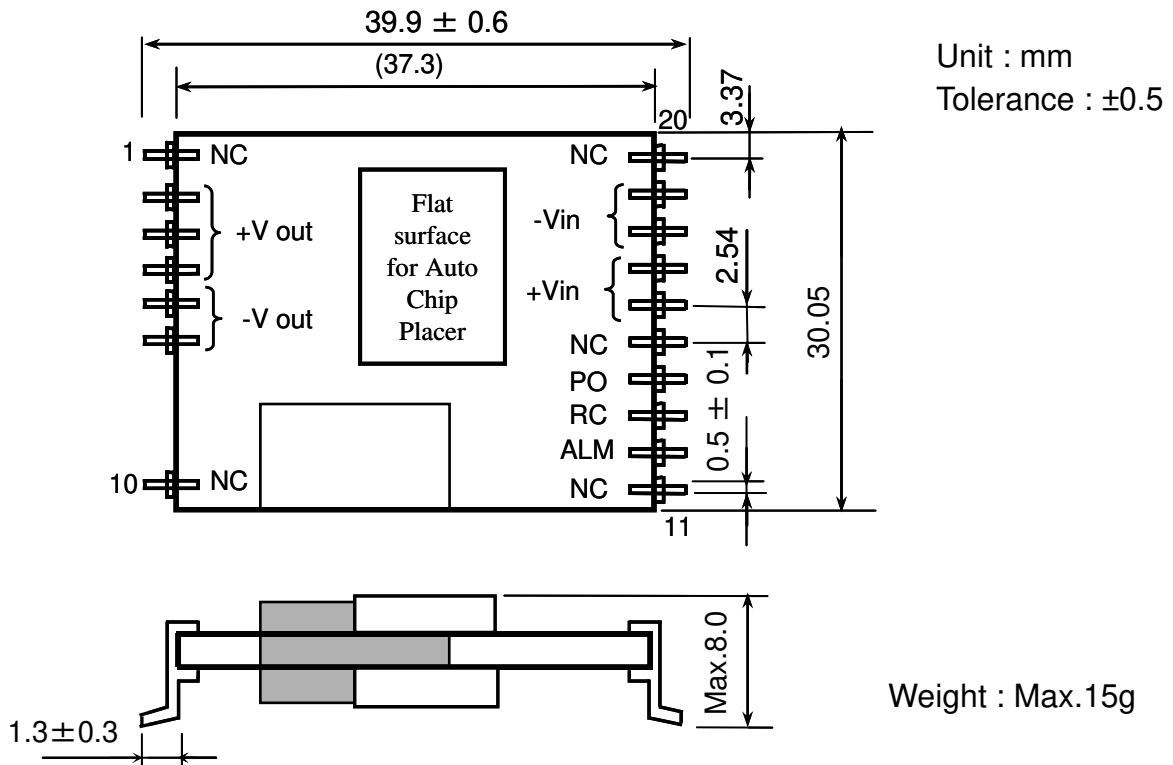 39.9 ± 0.6
(37.3)
Unit : mm
Tolerance : ±0.5
3.37
20
1
NC
NC
Flat
surface
for Auto
Chip
Placer
+V out
-Vin
2.54
+Vin
-V out
30.05
NC
PO
0.5 ± 0.1
RC
ALM
10
NC
NC
11
Max.8.0
Weight : Max.15g
1.3±0.3